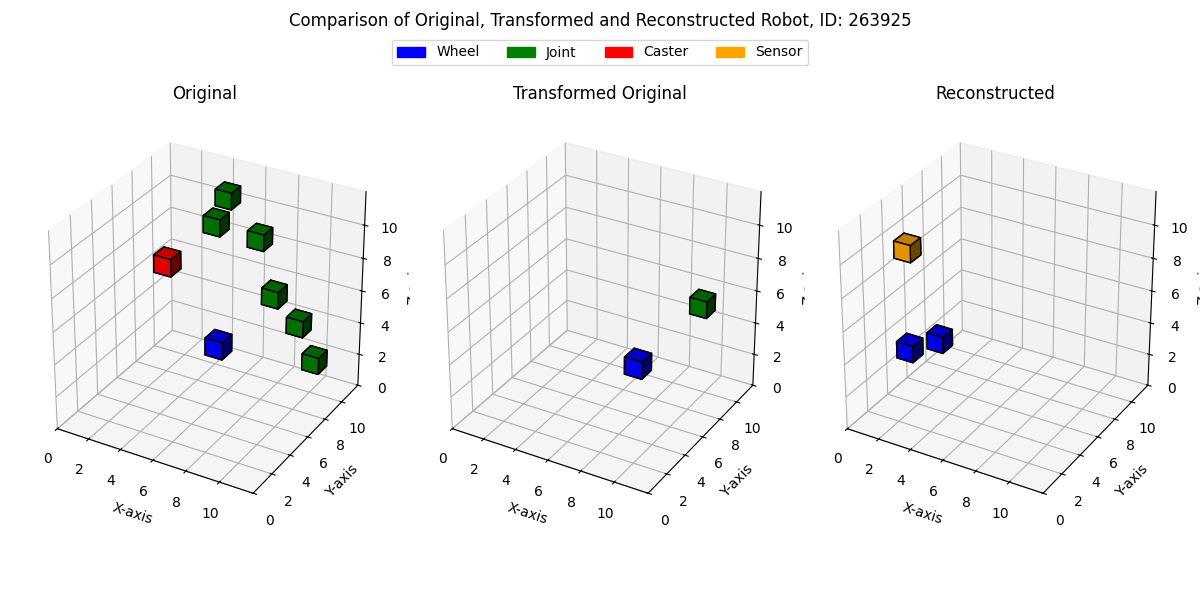 Comparison of Original, Transformed and Reconstructed Robot, ID: 263925
Wheel Joint Caster Sensor
Original
Transformed Original
Reconstructed
0 2 4 6 8 10
X-axis
0 2 4 6 8 10
Y-axis
0 2 4 6 8 10
0 2 4 6 8 10
X-axis
0 2 4 6 8 10
Y-axis
0 2 4 6 8 10
0 2 4 6 8 10
X-axis
0 2 4 6 8 10
Y-axis
0 2 4 6 8 10